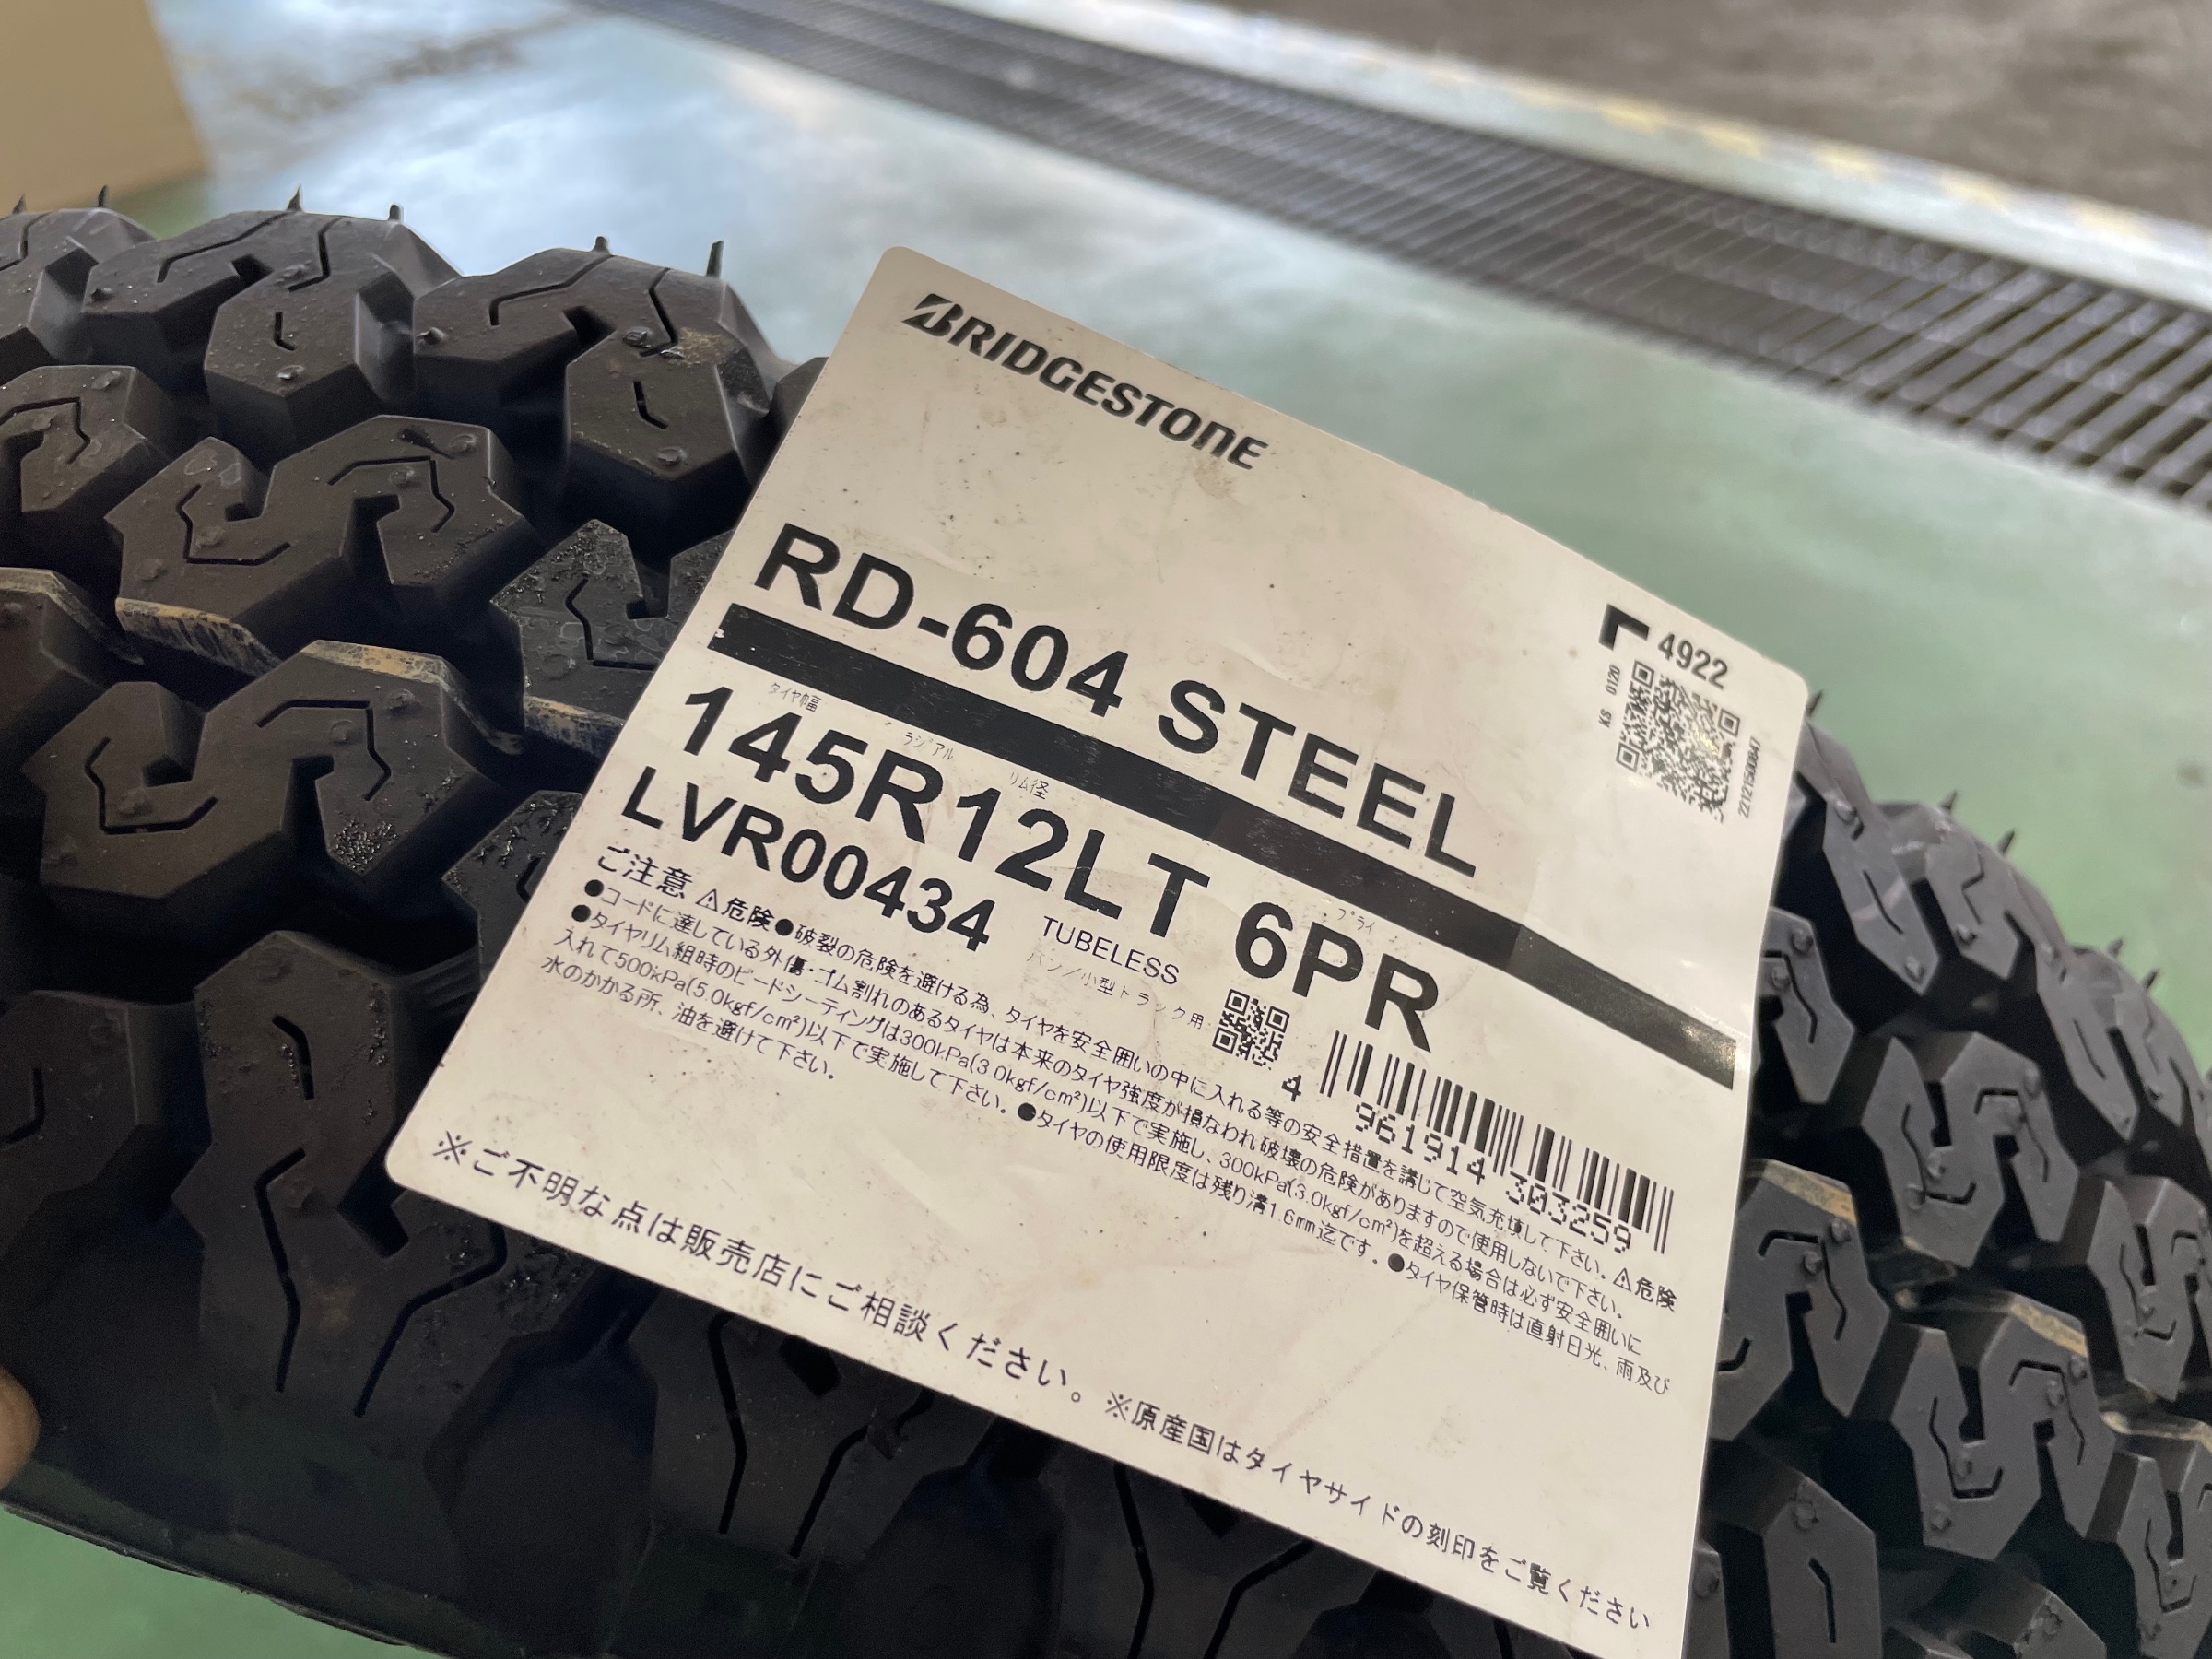 BRIDGESTONE
4922
KS 0120
RD-604 STEEL
タイヤ幅 ラジアル リム径 プライ
145R12LT 6PR
LVR00434 TUBELESS
バン/小型トラック用
4 961914 303259
ご注意 ⚠危険●破裂の危険を避ける為、タイヤを安全囲いの中に入れる等の安全措置を講じて空気充填して下さい。⚠危険
●コードに達している外傷・ゴム割れのあるタイヤは本来のタイヤ強度が損なわれ破壊の危険がありますので使用しないで下さい。
●タイヤリム組時のビードシーティングは300kPa(3.0kgf/cm²)以下で実施し、300kPa(3.0kgf/cm²)を超える場合は必ず安全囲いに
入れて500kPa(5.0kgf/cm²)以下で実施して下さい。●タイヤの使用限度は残り溝1.6mm迄です。●タイヤ保管時は直射日光、雨及び
水のかかる所、油を避けて下さい。
※ご不明な点は販売店にご相談ください。※原産国はタイヤサイドの刻印をご覧ください